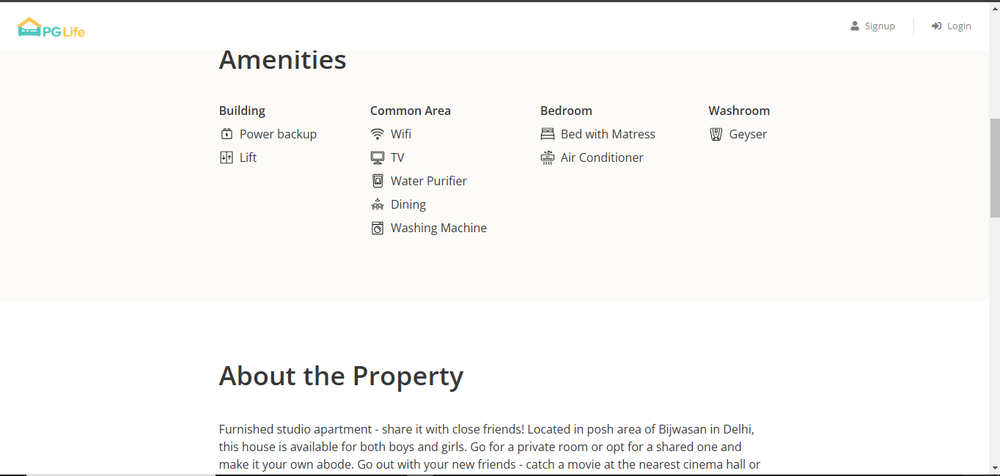 PG Life
Signup
Login
Amenities
Building
Power backup
Lift
Common Area
Wifi
TV
Water Purifier
Dining
Washing Machine
Bedroom
Bed with Matress
Air Conditioner
Washroom
Geyser
About the Property
Furnished studio apartment - share it with close friends! Located in posh area of Bijwasan in Delhi,
this house is available for both boys and girls. Go for a private room or opt for a shared one and
make it your own abode. Go out with your new friends - catch a movie at the nearest cinema hall or